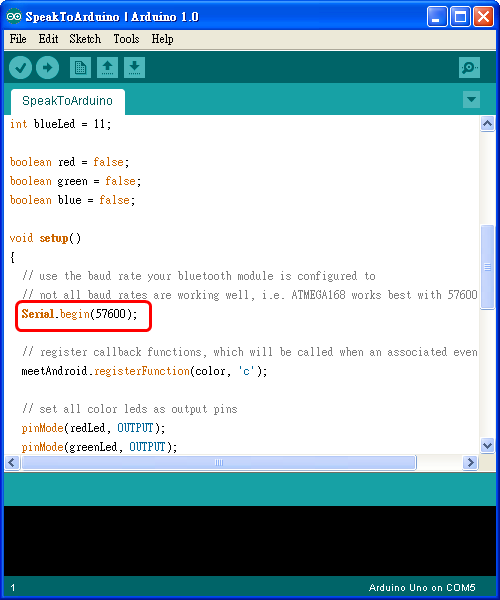 SpeakToArduino | Arduino 1.0
File Edit Sketch Tools Help
SpeakToArduino
int blueLed = 11;
boolean red = false;
boolean green = false;
boolean blue = false;
void setup()
{
// use the baud rate your bluetooth module is configured to
// not all baud rates are working well, i.e. ATMEGA168 works best with 57600
Serial.begin(57600);
// register callback functions, which will be called when an associated even
meetAndroid.registerFunction(color, 'c');
// set all color leds as output pins
pinMode(redLed, OUTPUT);
pinMode(greenLed, OUTPUT);
1
Arduino Uno on COM5